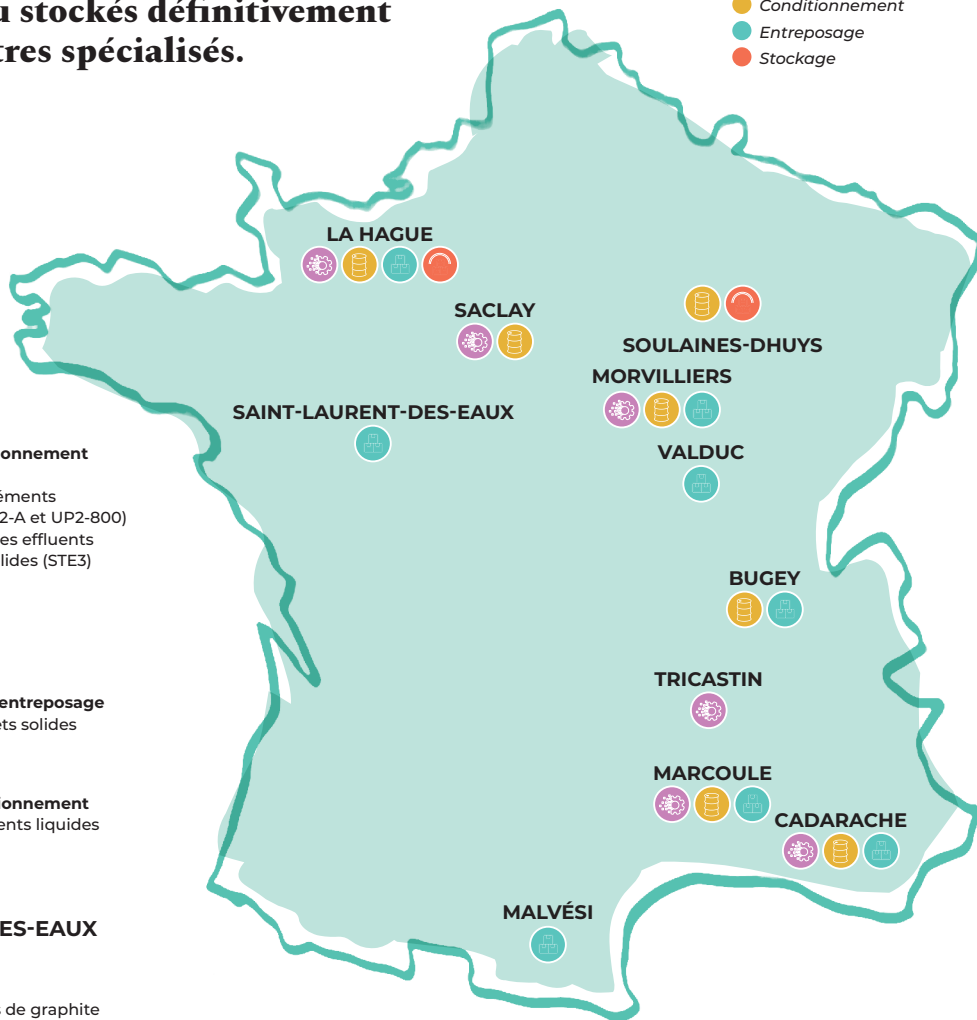 u stockés définitivement
tres spécialisés.
Conditionnement
Entreposage
Stockage
LA HAGUE
SACLAY
SOULAINES-DHUYS
MORVILLIERS
SAINT-LAURENT-DES-EAUX
VALDUC
BUGEY
TRICASTIN
MARCOULE
CADARACHE
MALVÉSI
onnement
éments
2-A et UP2-800)
es effluents
lides (STE3)
entreposage
ets solides
ionnement
ents liquides
ES-EAUX
s de graphite